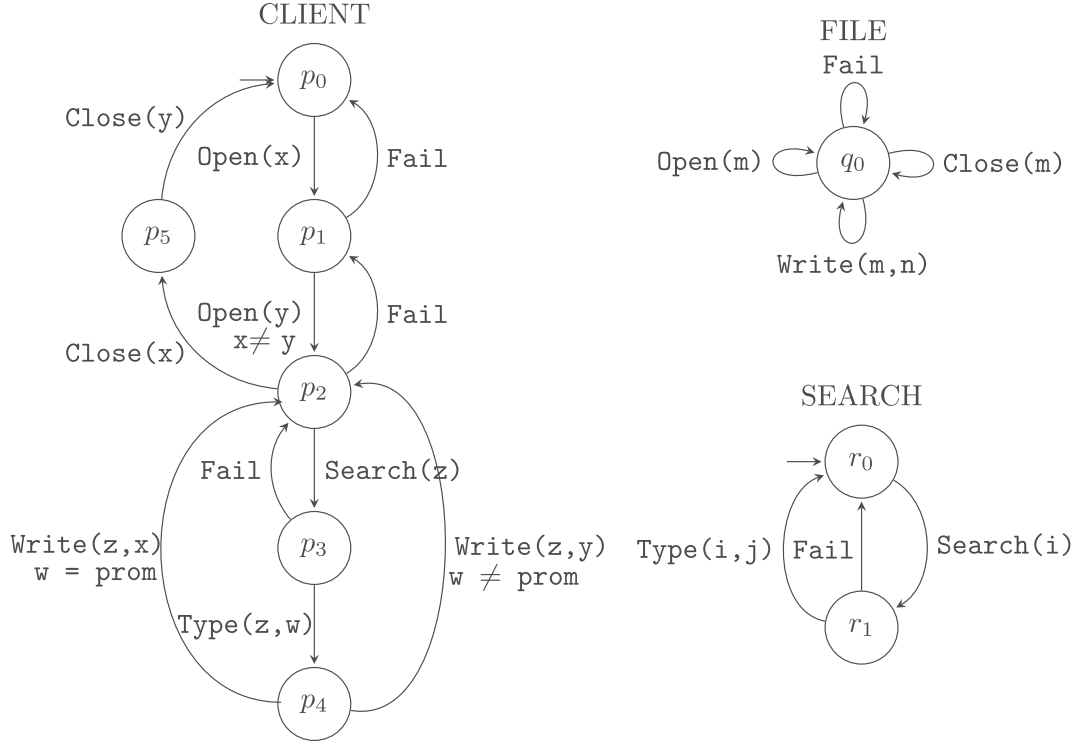 CLIENT
p0
Close(y)
Open(x)
Fail
p5
p1
Open(y)
x≠ y
Fail
Close(x)
p2
Fail
Search(z)
p3
Write(z,x)
w = prom
Write(z,y)
w ≠ prom
Type(z,w)
p4
FILE
Fail
Open(m)
q0
Close(m)
Write(m,n)
SEARCH
r0
Type(i,j)
Fail
Search(i)
r1